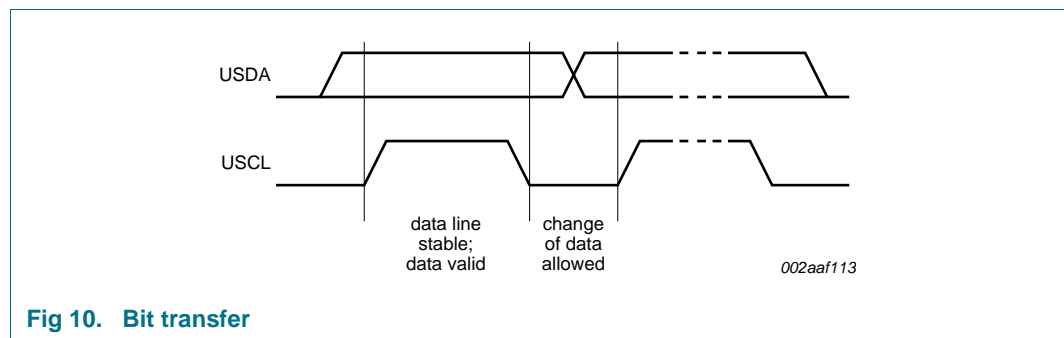 USDA
USCL
data line
stable;
data valid
change
of data
allowed
002aaf113
Fig 10. Bit transfer